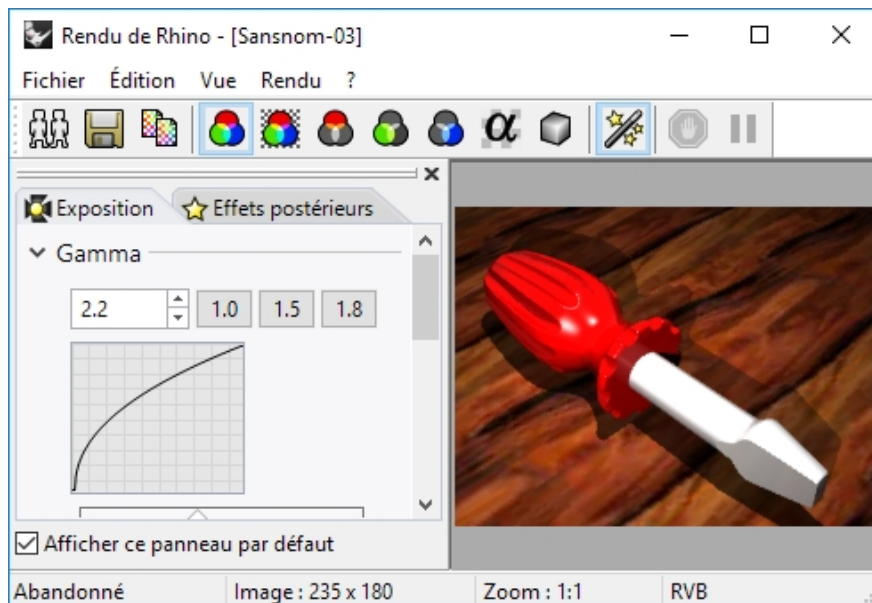 Rendu de Rhino - [Sansnom-03]
Fichier Édition Vue Rendu ?
α
Exposition Effets postérieurs
Gamma
2.2 1.0 1.5 1.8
Afficher ce panneau par défaut
Abandonné Image : 235 x 180 Zoom : 1:1 RVB